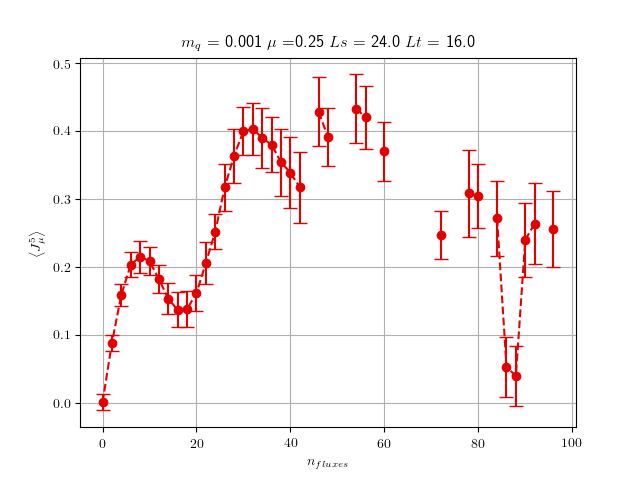 $m_q$ = 0.001 $\mu$ =0.25 $Ls$ = 24.0 $Lt$ = 16.0
0.5
0.4
0.3
0.2
0.1
0.0
$\langle J^5_\mu \rangle$
0 20 40 60 80 100
$n_{fluxes}$